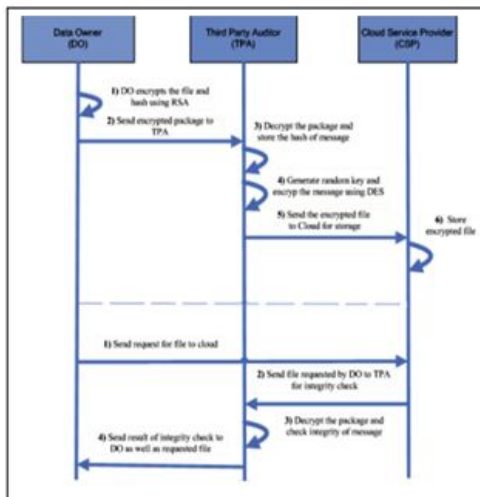 Data Owner
(DO)
Third Party Auditor
(TPA)
Cloud Service Provider
(CSP)
1) DO encrypts the file and
hash using RSA
2) Send encrypted package to
TPA
3) Decrypt the package and
store the hash of message
4) Generate random key and
encryp the message using DES
5) Send the encrypted file
to Cloud for storage
6) Store
encrypted file
1) Send request for file to cloud
2) Send file requested by DO to TPA
for integrity check
3) Decrypt the package and
check integrity of message
4) Send result of integrity check to
DO as well as requested file